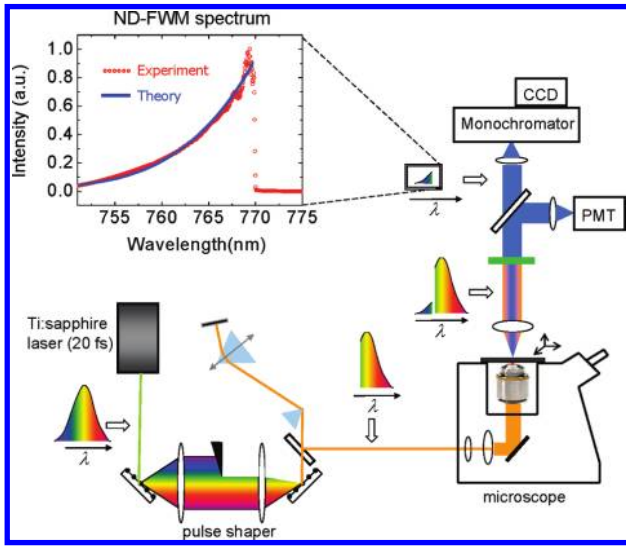 ND-FWM spectrum
Intensity (a.u.)
1.0
0.8
0.6
0.4
0.2
0.0
Experiment
Theory
755 760 765 770 775
Wavelength(nm)
CCD
Monochromator
λ
PMT
Ti:sapphire
laser (20 fs)
λ
λ
λ
pulse shaper
microscope